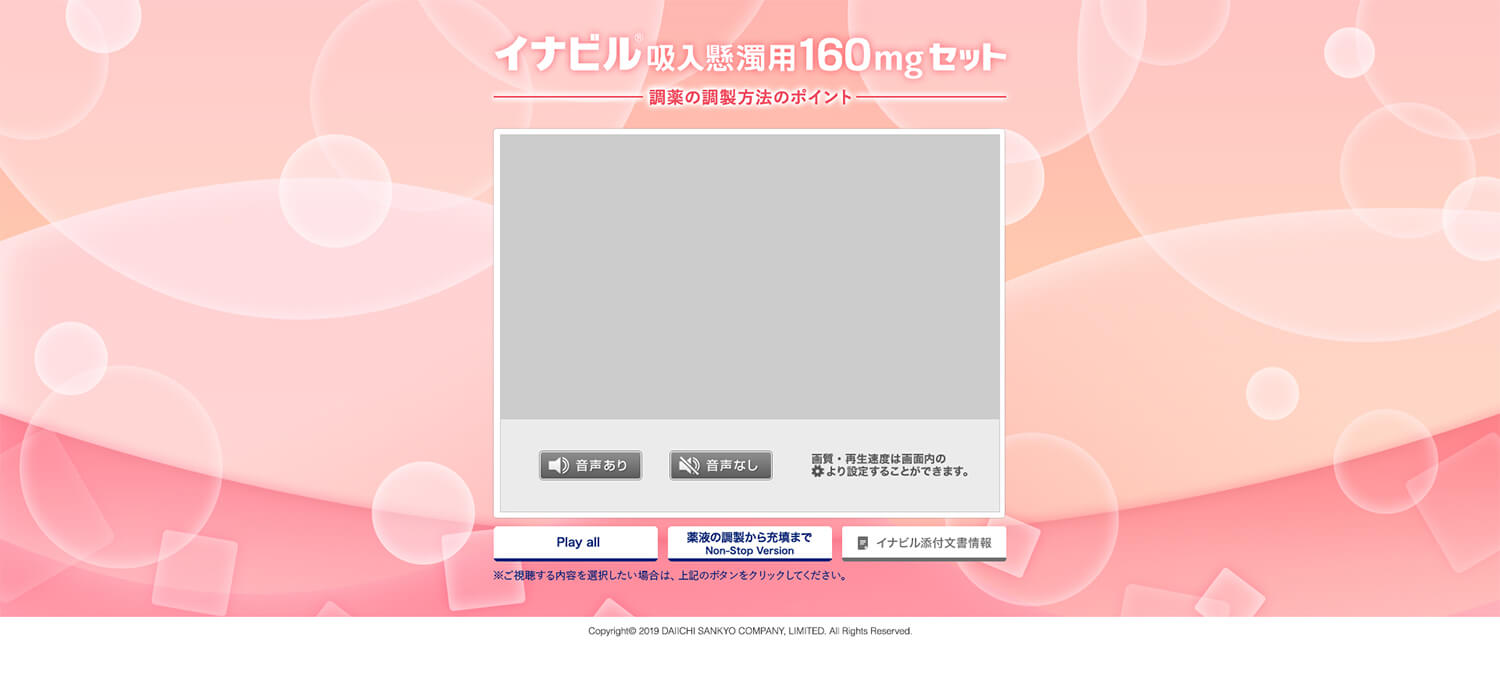 イナビル®吸入懸濁用160mgセット
調薬の調製方法のポイント
音声あり
音声なし
画質・再生速度は画面内の
より設定することができます。
Play all
薬液の調製から充填まで
Non-Stop Version
イナビル添付文書情報
※ご視聴する内容を選択したい場合は、上記のボタンをクリックしてください。
Copyright© 2019 DAIICHI SANKYO COMPANY, LIMITED. All Rights Reserved.